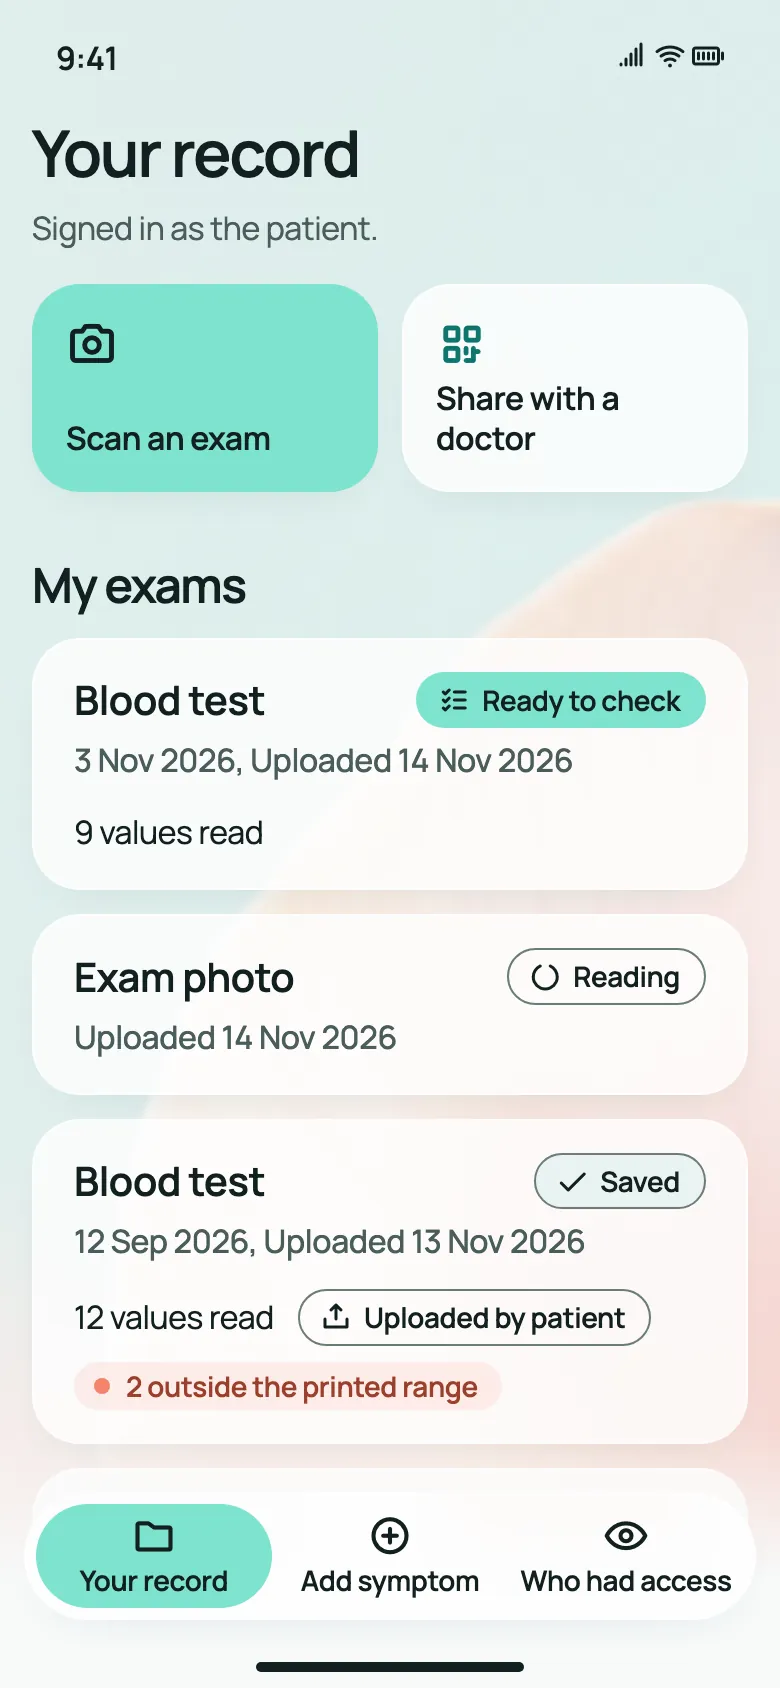 9:41
Your record
Signed in as the patient.
Scan an exam
Share with a
doctor
My exams
Blood test
Ready to check
3 Nov 2026, Uploaded 14 Nov 2026
9 values read
Exam photo
Reading
Uploaded 14 Nov 2026
Blood test
Saved
12 Sep 2026, Uploaded 13 Nov 2026
12 values read
Uploaded by patient
2 outside the printed range
Your record
Add symptom
Who had access